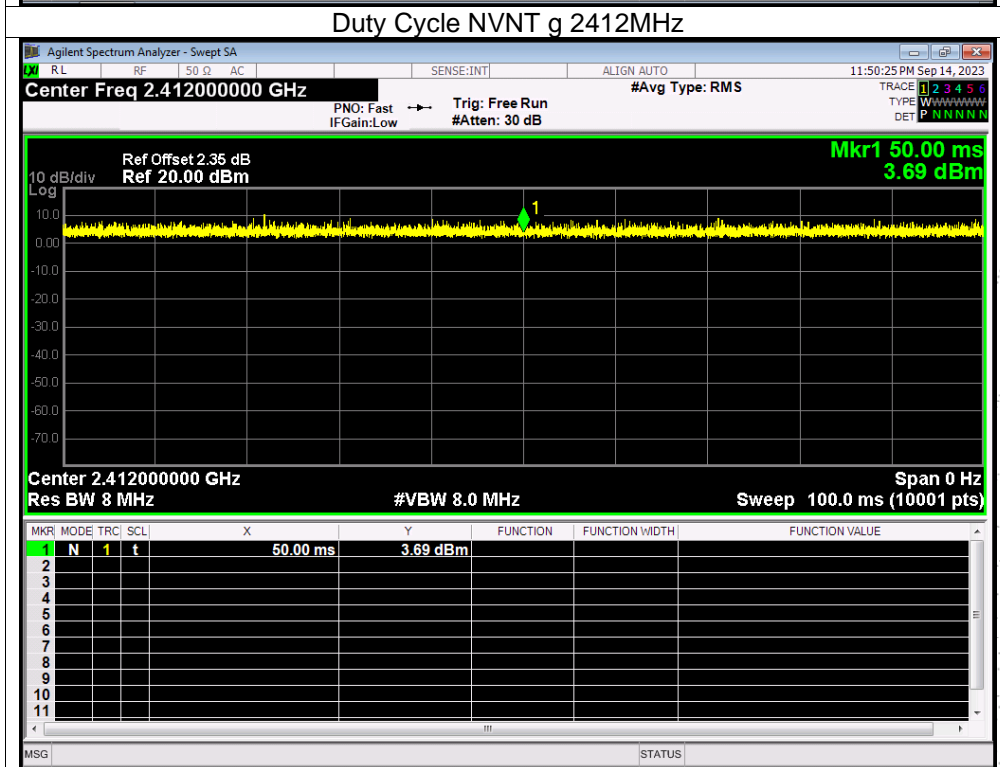 Duty Cycle NVNT g 2412MHz
Agilent Spectrum Analyzer - Swept SA
LXI RL RF 50 Ω AC SENSE:INT ALIGN AUTO 11:50:25 PM Sep 14, 2023
Center Freq 2.412000000 GHz #Avg Type: RMS TRACE 1 2 3 4 5 6
PNO: Fast Trig: Free Run TYPE WWWWWW
IFGain:Low #Atten: 30 dB DET P N N N N N
Mkr1 50.00 ms
3.69 dBm
Ref Offset 2.35 dB
10 dB/div Ref 20.00 dBm
Log
10.0
1
0.00
-10.0
-20.0
-30.0
-40.0
-50.0
-60.0
-70.0
Center 2.412000000 GHz Span 0 Hz
Res BW 8 MHz #VBW 8.0 MHz Sweep 100.0 ms (10001 pts)
MKR MODE TRC SCL X Y FUNCTION FUNCTION WIDTH FUNCTION VALUE
1 N 1 t 50.00 ms 3.69 dBm
2
3
4
5
6
7
8
9
10
11
MSG STATUS